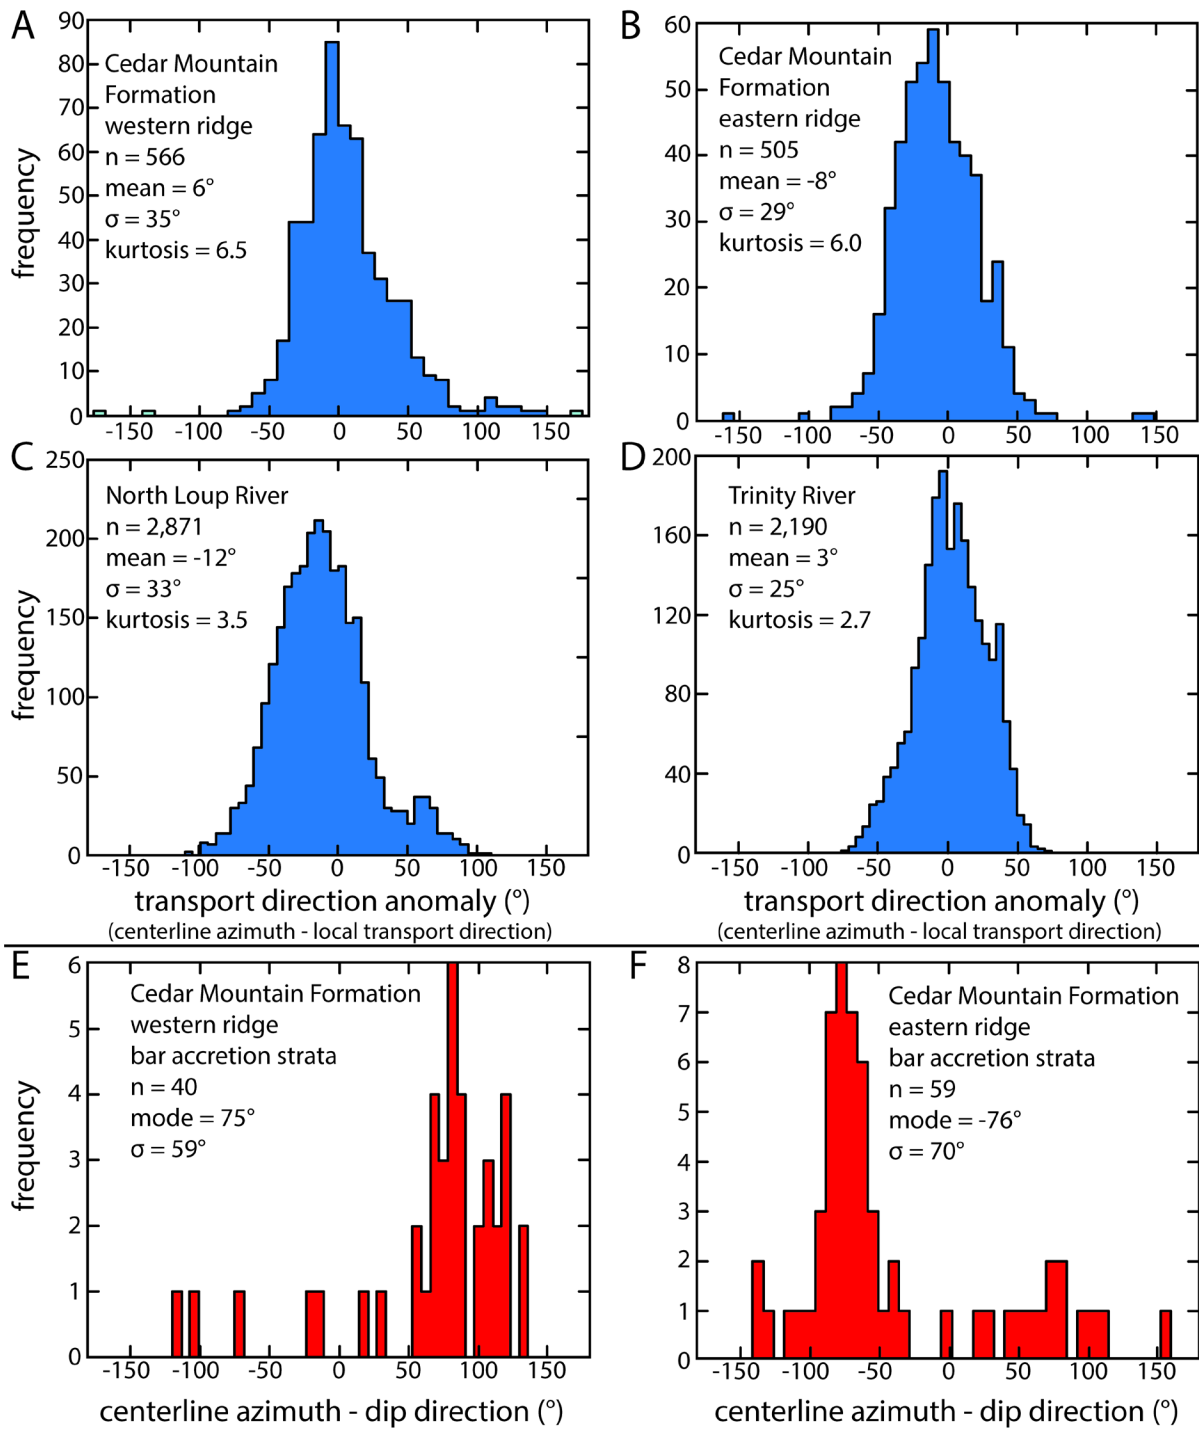 A
90
80
70
60
50
40
30
20
10
0
frequency
Cedar Mountain
Formation
western ridge
n = 566
mean = 6°
σ = 35°
kurtosis = 6.5
-150 -100 -50 0 50 100 150
B
60
50
40
30
20
10
0
Cedar Mountain
Formation
eastern ridge
n = 505
mean = -8°
σ = 29°
kurtosis = 6.0
-150 -100 -50 0 50 100 150
C
250
200
150
100
50
0
frequency
North Loup River
n = 2,871
mean = -12°
σ = 33°
kurtosis = 3.5
-150 -100 -50 0 50 100 150
transport direction anomaly (°)
(centerline azimuth - local transport direction)
D
200
160
120
80
40
0
Trinity River
n = 2,190
mean = 3°
σ = 25°
kurtosis = 2.7
-150 -100 -50 0 50 100 150
transport direction anomaly (°)
(centerline azimuth - local transport direction)
E
6
5
4
3
2
1
0
frequency
Cedar Mountain Formation
western ridge
bar accretion strata
n = 40
mode = 75°
σ = 59°
-150 -100 -50 0 50 100 150
centerline azimuth - dip direction (°)
F
8
7
6
5
4
3
2
1
0
Cedar Mountain Formation
eastern ridge
bar accretion strata
n = 59
mode = -76°
σ = 70°
-150 -100 -50 0 50 100 150
centerline azimuth - dip direction (°)